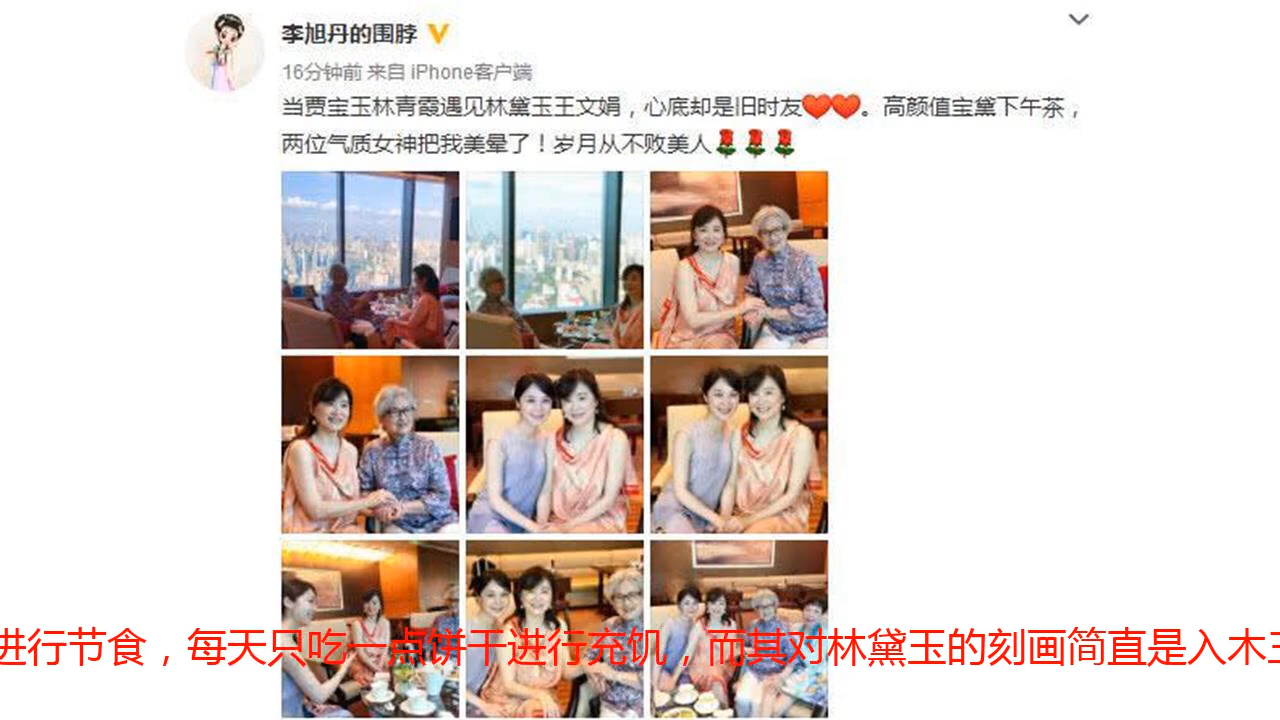 李旭丹的围脖
16分钟前 来自 iPhone客户端
当贾宝玉林青霞遇见林黛玉王文娟，心底却是旧时友❤❤。高颜值宝黛下午茶，
两位气质女神把我美晕了！岁月从不败美人🌹🌹🌹
进行节食，每天只吃一点饼干进行充饥，而其对林黛玉的刻画简直是入木三